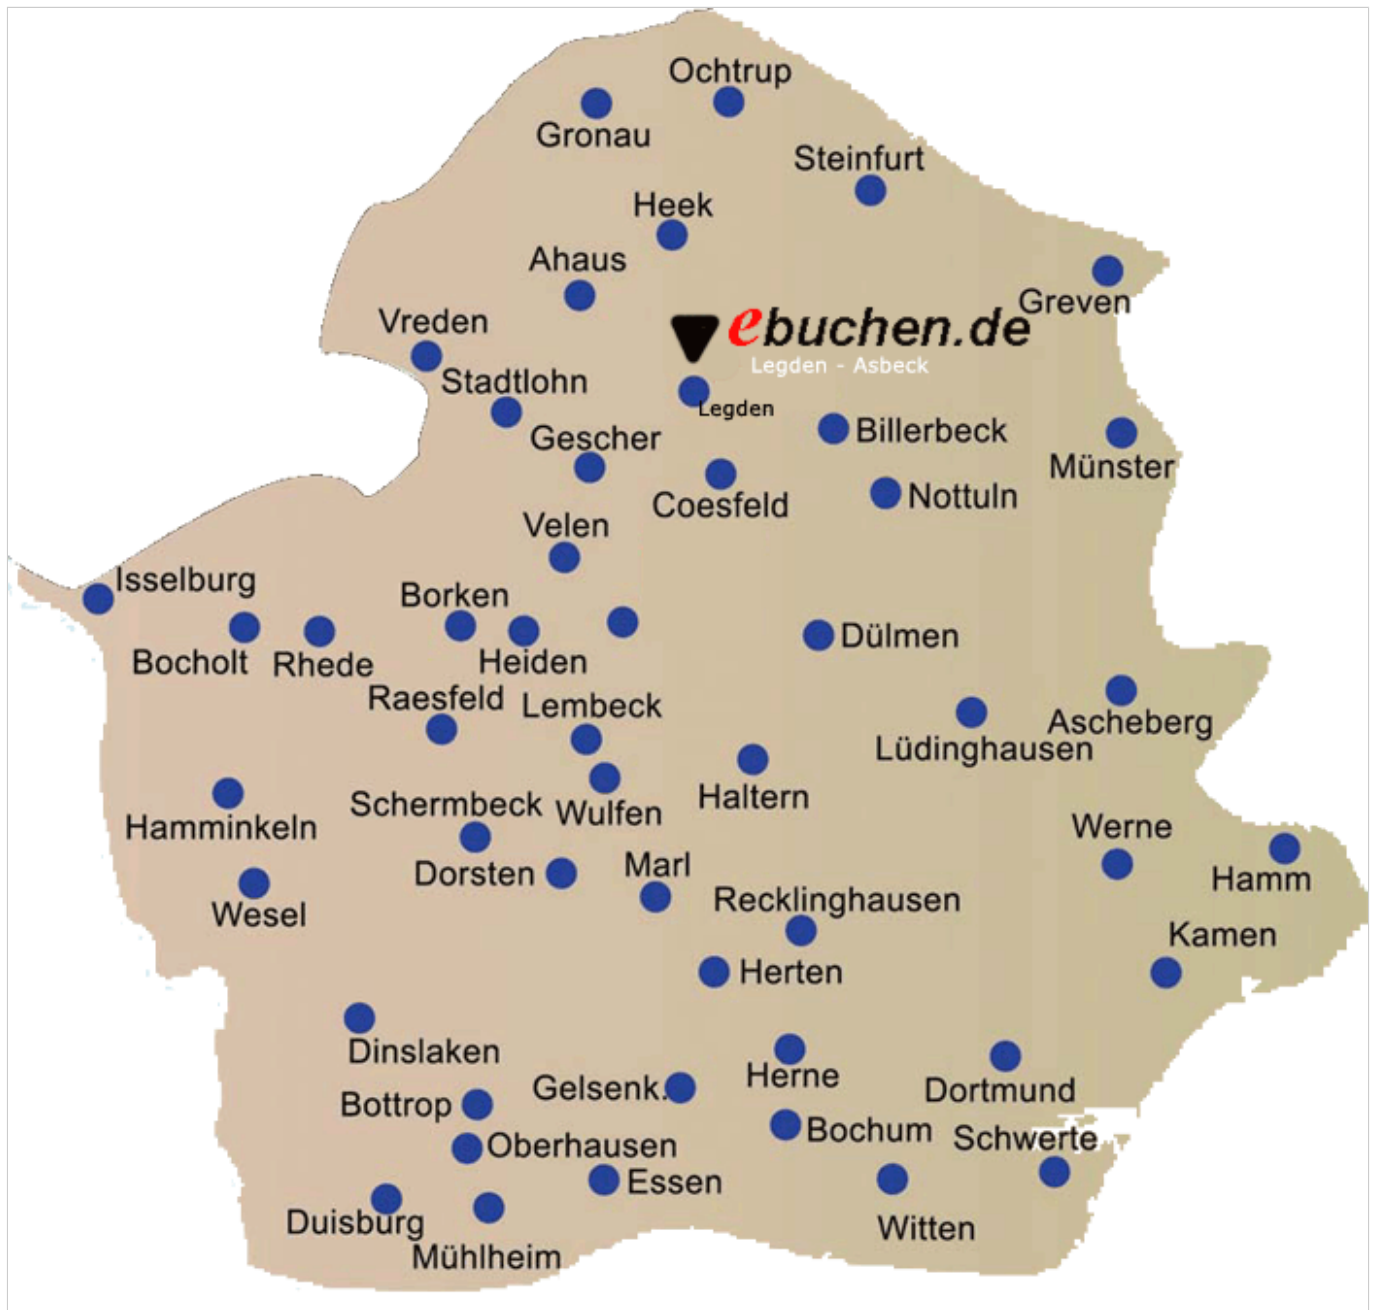 Ochtrup
Gronau
Steinfurt
Heek
Ahaus
Greven
Vreden
ebuchen.de
Legden - Asbeck
Stadtlohn
Legden
Gescher
Billerbeck
Münster
Coesfeld
Nottuln
Velen
Isselburg
Borken
Dülmen
Bocholt
Rhede
Heiden
Raesfeld
Lembeck
Ascheberg
Lüdinghausen
Haltern
Schermbeck
Wulfen
Hamminkeln
Werne
Marl
Dorsten
Hamm
Recklinghausen
Wesel
Kamen
Herten
Dinslaken
Herne
Gelsenk.
Dortmund
Bottrop
Bochum
Schwerte
Oberhausen
Essen
Duisburg
Witten
Mühlheim